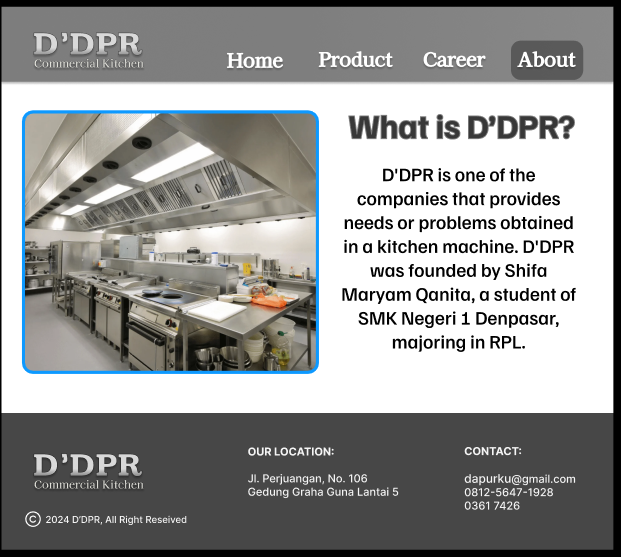 D'DPR
Commercial Kitchen
Home
Product
Career
About
What is D'DPR?
D'DPR is one of the
companies that provides
needs or problems obtained
in a kitchen machine. D'DPR
was founded by Shifa
Maryam Qanita, a student of
SMK Negeri 1 Denpasar,
majoring in RPL.
D'DPR
Commercial Kitchen
© 2024 D'DPR, All Right Reserved
OUR LOCATION:
Jl. Perjuangan, No. 106
Gedung Graha Guna Lantai 5
CONTACT:
dapurku@gmail.com
0812-5647-1928
0361 7426